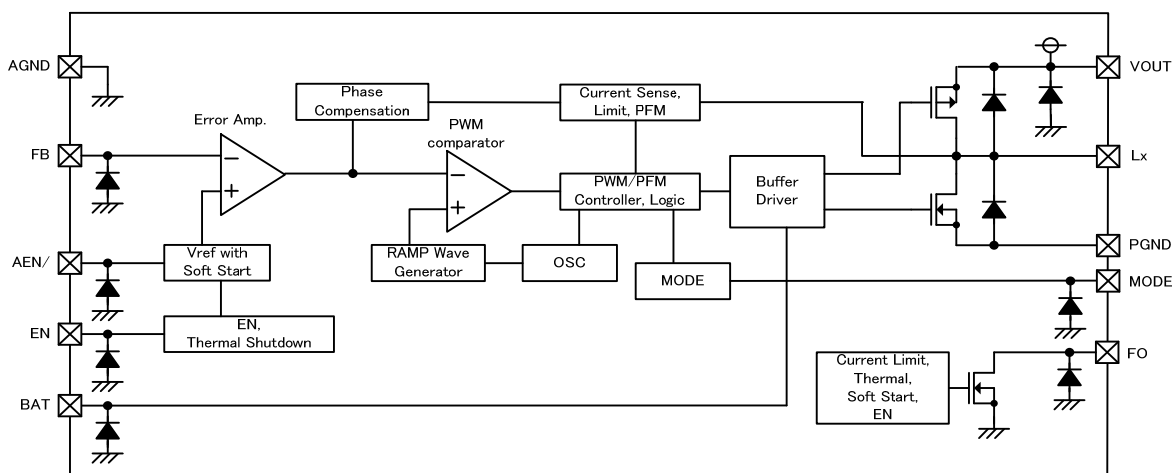 AGND
FB
AEN/
EN
BAT
Error Amp.
−
+
Phase
Compensation
PWM
comparator
−
+
Current Sense,
Limit, PFM
PWM/PFM
Controller, Logic
Buffer
Driver
Vref with
Soft Start
RAMP Wave
Generator
OSC
MODE
EN,
Thermal Shutdown
Current Limit,
Thermal,
Soft Start,
EN
VOUT
Lx
PGND
MODE
FO